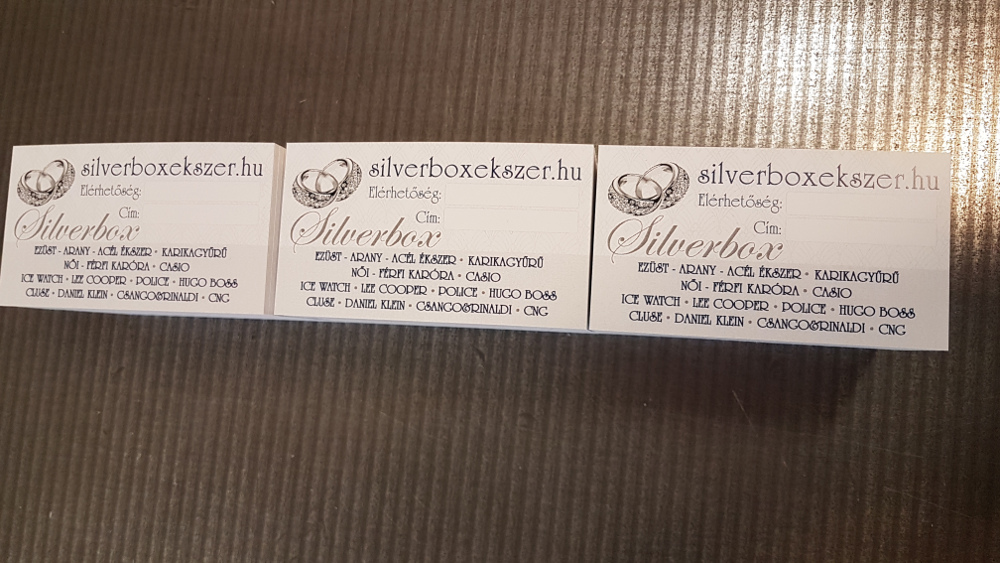 silverboxekszer.hu
Elérhetőség:
Cím:
Silverbox
EZÜST - ARANY - ACÉL ÉKSZER • KARIKAGYŰRŰ
NŐI - FÉRFI KARÓRA • CASIO
ICE WATCH • LEE COOPER • POLICE • HUGO BOSS
CLUSE • DANIEL KLEIN • CSANGO&RINALDI • CNG
silverboxekszer.hu
Elérhetőség:
Cím:
Silverbox
EZÜST - ARANY - ACÉL ÉKSZER • KARIKAGYŰRŰ
NŐI - FÉRFI KARÓRA • CASIO
ICE WATCH • LEE COOPER • POLICE • HUGO BOSS
CLUSE • DANIEL KLEIN • CSANGO&RINALDI • CNG
silverboxekszer.hu
Elérhetőség:
Cím:
Silverbox
EZÜST - ARANY - ACÉL ÉKSZER • KARIKAGYŰRŰ
NŐI - FÉRFI KARÓRA • CASIO
ICE WATCH • LEE COOPER • POLICE • HUGO BOSS
CLUSE • DANIEL KLEIN • CSANGO&RINALDI • CNG